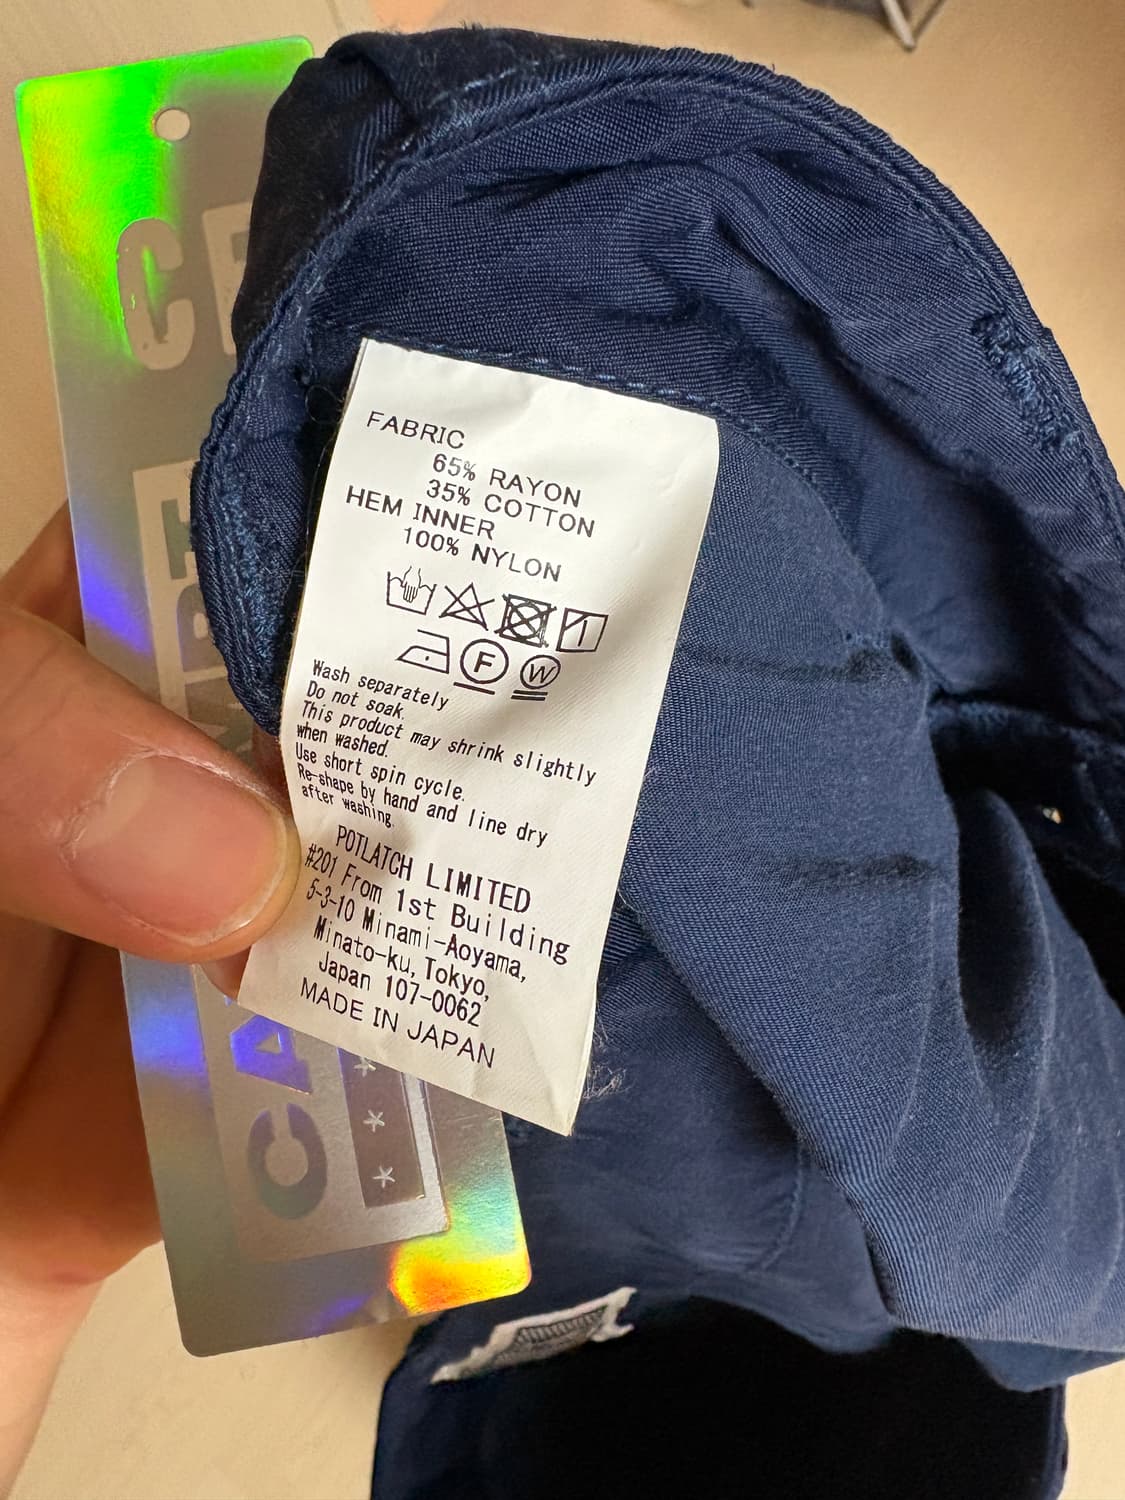 FABRIC
65% RAYON
35% COTTON
HEM INNER
100% NYLON
F W
Wash separately
Do not soak.
This product may shrink slightly
when washed.
Use short spin cycle.
Re-shape by hand and line dry
after washing.
POTLATCH LIMITED
#201 From 1st Building
5-3-10 Minami-Aoyama,
Minato-ku, Tokyo,
Japan 107-0062
MADE IN JAPAN